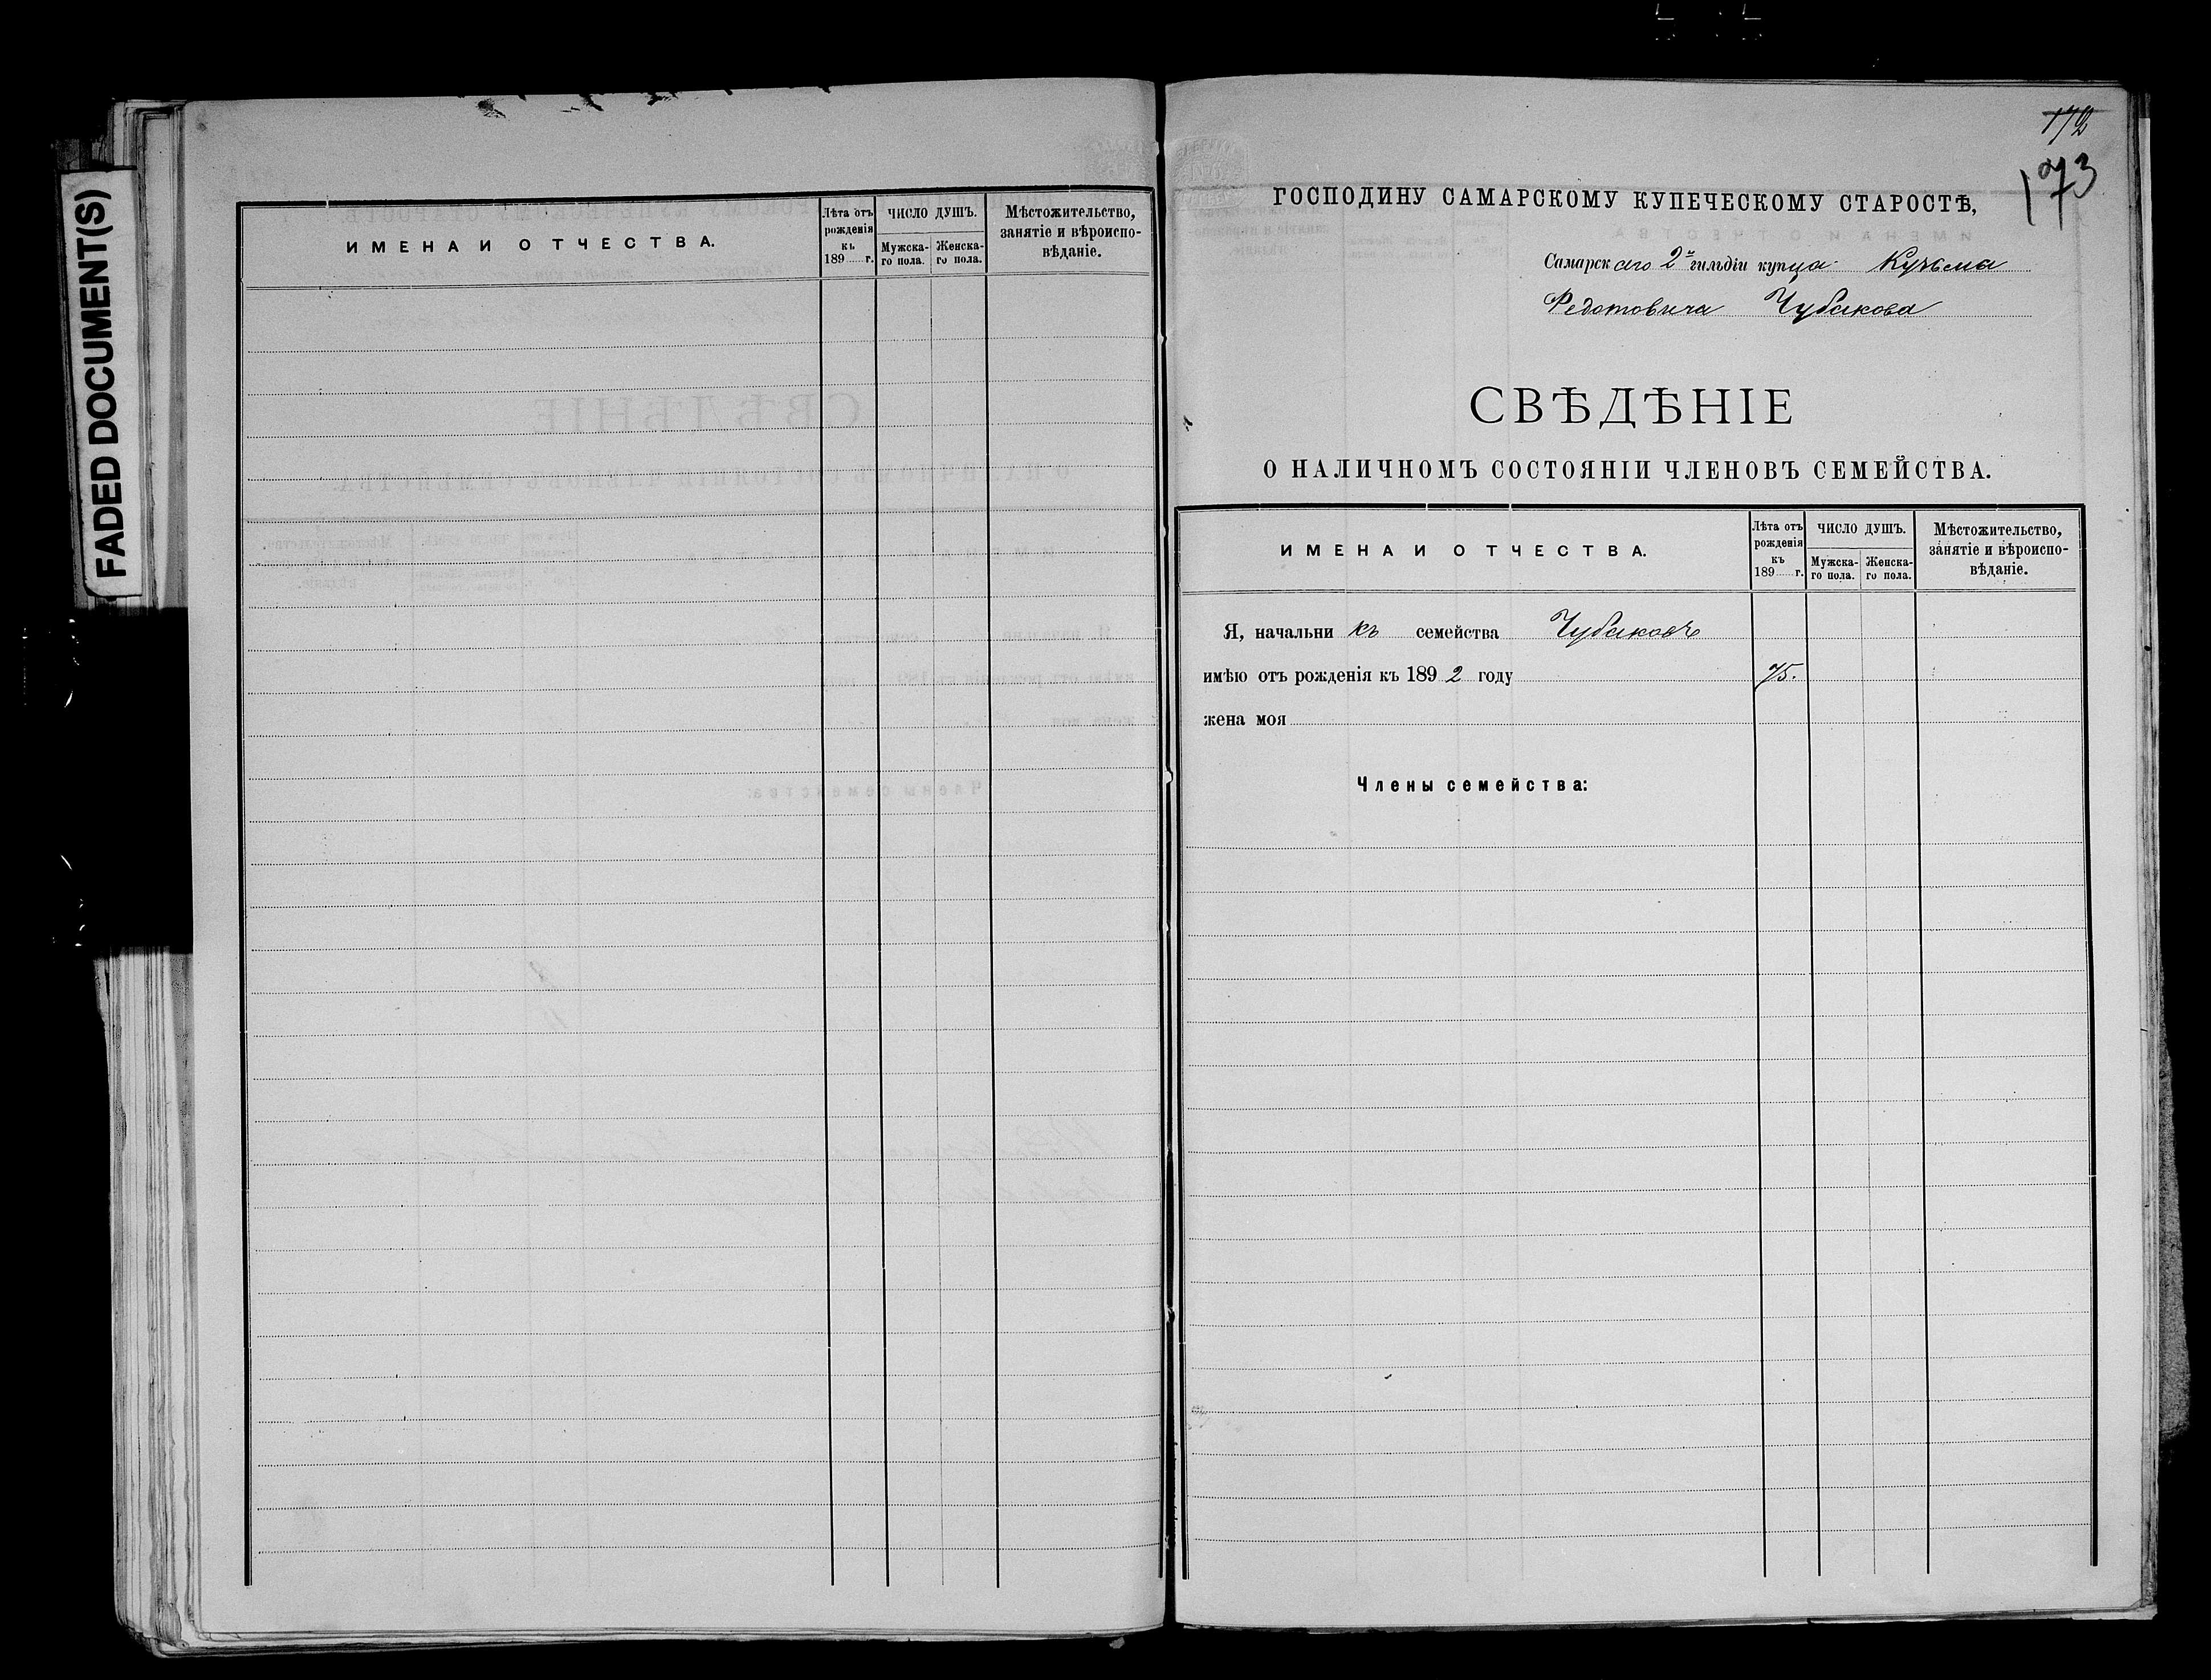 FADED DOCUMENT(S)
ИМЕНА И ОТЧЕСТВА.
Лѣта отъ
рожденія
къ
189 г.
ЧИСЛО ДУШЪ.
Мужска-
го пола.
Женска-
го пола.
Мѣстожительство,
занятіе и вѣроиспо-
вѣданіе.
172
173
ГОСПОДИНУ САМАРСКОМУ КУПЕЧЕСКОМУ СТАРОСТѢ,
Самарскаго 2й гильдіи купца Кузьма
Федотовича Чубакова
СВѢДѢНІЕ
О НАЛИЧНОМЪ СОСТОЯНІИ ЧЛЕНОВЪ СЕМЕЙСТВА.
ИМЕНА И ОТЧЕСТВА.
Лѣта отъ
рожденія
къ
189 г.
ЧИСЛО ДУШЪ.
Мужска-
го пола.
Женска-
го пола.
Мѣстожительство,
занятіе и вѣроиспо-
вѣданіе.
Я, начальникъ семейства Чубаковъ
имѣю отъ рожденія къ 1892 году 75.
жена моя
Члены семейства: